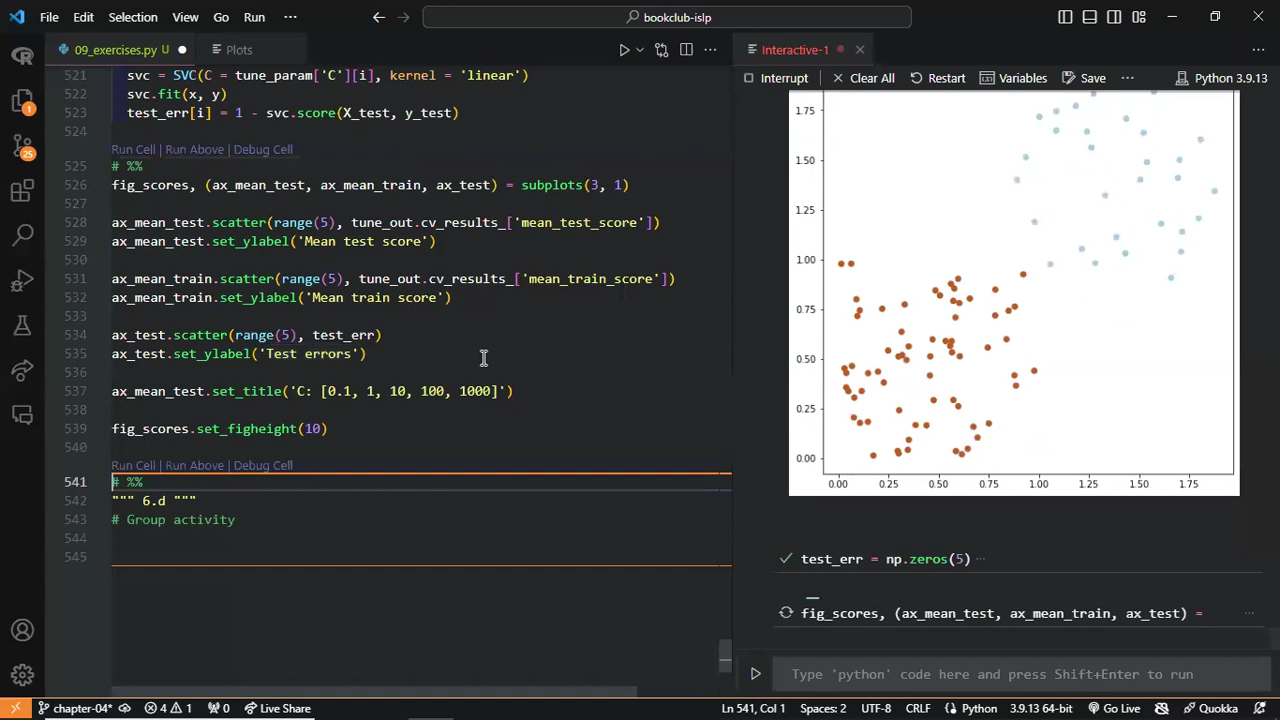 File Edit Selection View Go Run ··· bookclub-islp
09_exercises.py U Plots
521 svc = SVC(C = tune_param['C'][i], kernel = 'linear')
522 svc.fit(x, y)
523 test_err[i] = 1 - svc.score(X_test, y_test)
524
Run Cell | Run Above | Debug Cell
525 # %%
526 fig_scores, (ax_mean_test, ax_mean_train, ax_test) = subplots(3, 1)
527
528 ax_mean_test.scatter(range(5), tune_out.cv_results_['mean_test_score'])
529 ax_mean_test.set_ylabel('Mean test score')
530
531 ax_mean_train.scatter(range(5), tune_out.cv_results_['mean_train_score'])
532 ax_mean_train.set_ylabel('Mean train score')
533
534 ax_test.scatter(range(5), test_err)
535 ax_test.set_ylabel('Test errors')
536
537 ax_mean_test.set_title('C: [0.1, 1, 10, 100, 1000]')
538
539 fig_scores.set_figheight(10)
540
Run Cell | Run Above | Debug Cell
541 # %%
542 """ 6.d """
543 # Group activity
544
545
Interactive-1
Interrupt Clear All Restart Variables Save ··· Python 3.9.13
1.75
1.50
1.25
1.00
0.75
0.50
0.25
0.00
0.00 0.25 0.50 0.75 1.00 1.25 1.50 1.75
test_err = np.zeros(5) ···
fig_scores, (ax_mean_test, ax_mean_train, ax_test) = ···
Type 'python' code here and press Shift+Enter to run
1
25
chapter-04* 4 1 0 Live Share Ln 541, Col 1 Spaces: 2 UTF-8 CRLF Python 3.9.13 64-bit Go Live Quokka